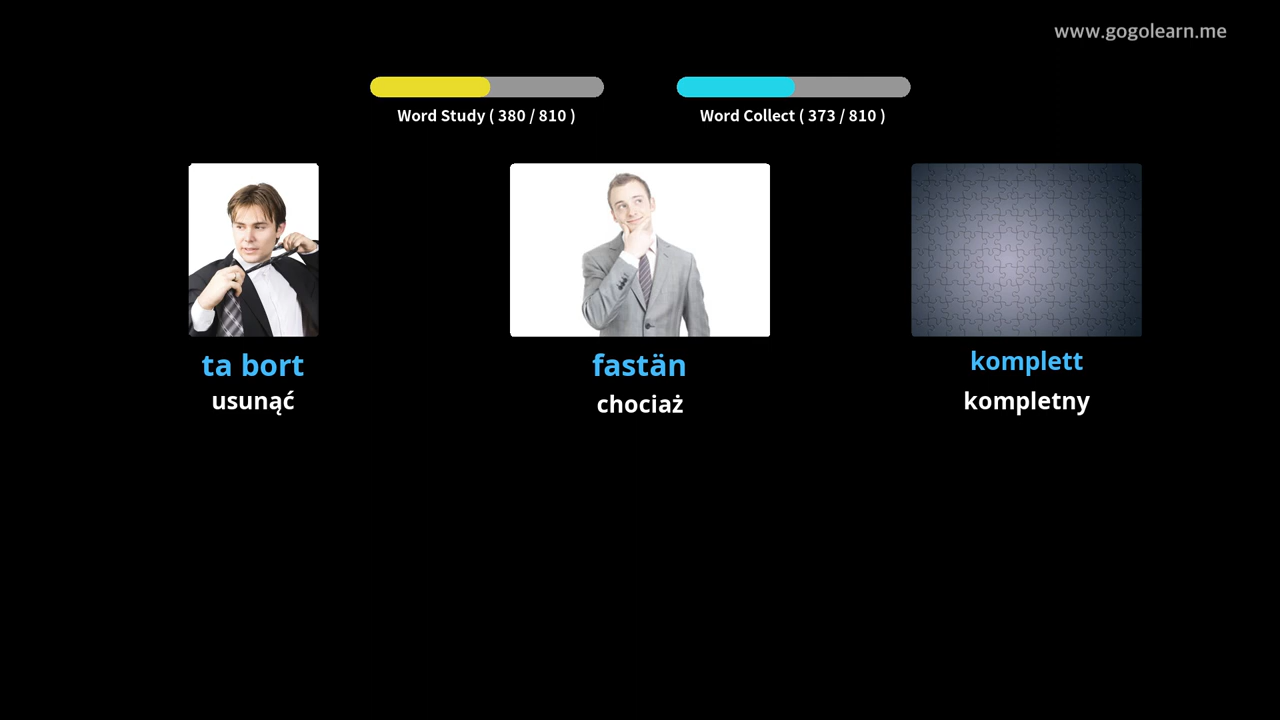 www.gogolearn.me
Word Study ( 380 / 810 )
Word Collect ( 373 / 810 )
ta bort
usunąć
fastän
chociaż
komplett
kompletny